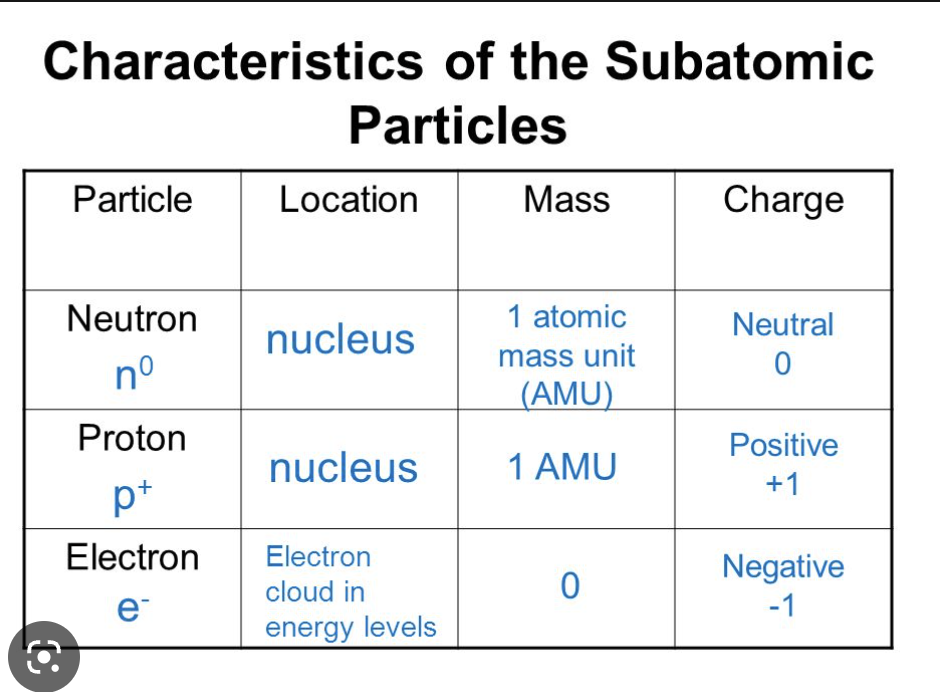 Characteristics of the Subatomic
Particles
Particle Location Mass Charge
Neutron
n⁰
nucleus
1 atomic
mass unit
(AMU)
Neutral
0
Proton
p⁺
nucleus
1 AMU
Positive
+1
Electron
e⁻
Electron
cloud in
energy levels
0
Negative
-1